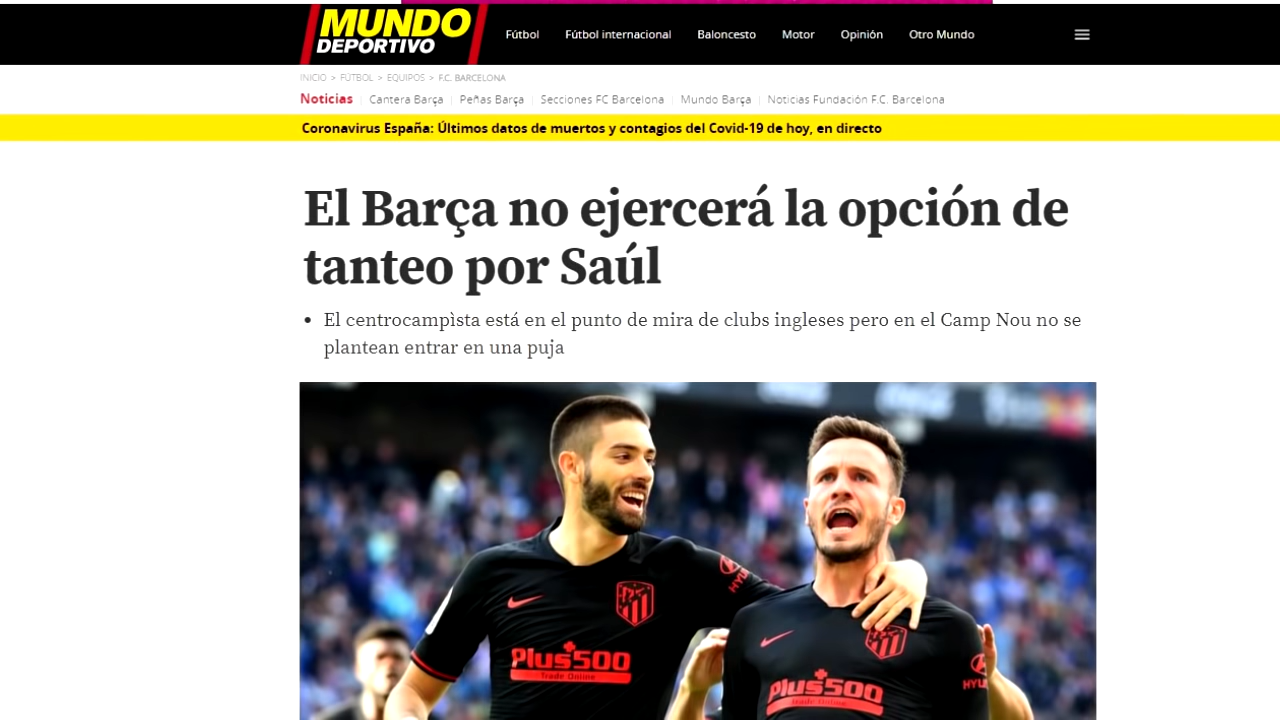 MUNDO
DEPORTIVO
Fútbol Fútbol internacional Baloncesto Motor Opinión Otro Mundo
INICIO > FÚTBOL > EQUIPOS > F.C. BARCELONA
Noticias Cantera Barça Peñas Barça Secciones FC Barcelona Mundo Barça Noticias Fundación F.C. Barcelona
Coronavirus España: Últimos datos de muertos y contagios del Covid-19 de hoy, en directo
El Barça no ejercerá la opción de
tanteo por Saúl
• El centrocampìsta está en el punto de mira de clubs ingleses pero en el Camp Nou no se
plantean entrar en una puja
Plus500
Trade Online
Plus500
Trade Online